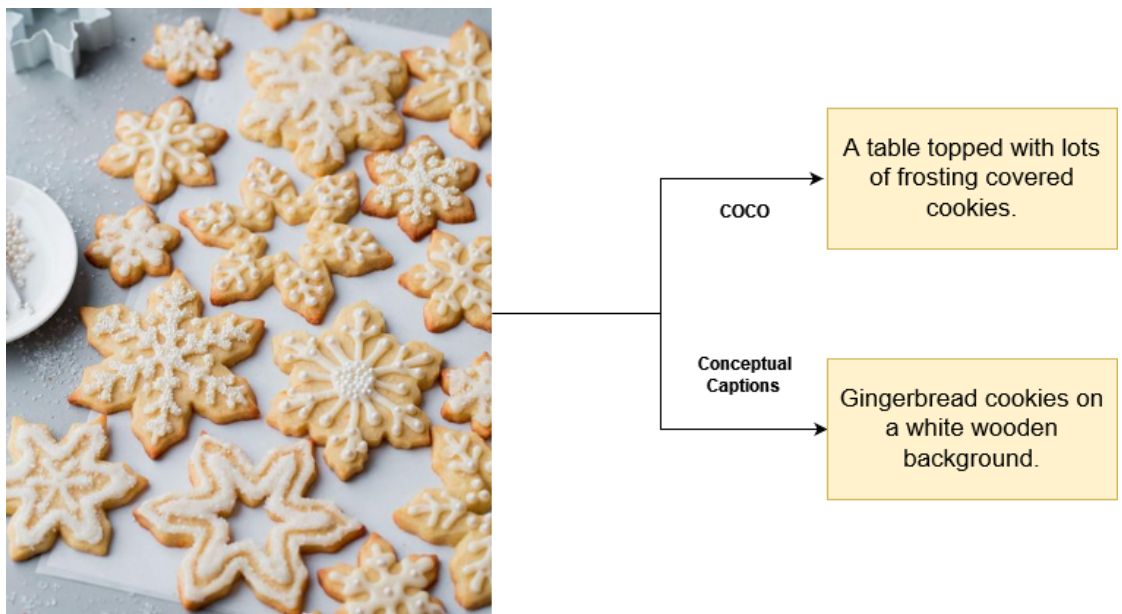 A table topped with lots
of frosting covered
cookies.
COCO
Conceptual
Captions
Gingerbread cookies on
a white wooden
background.